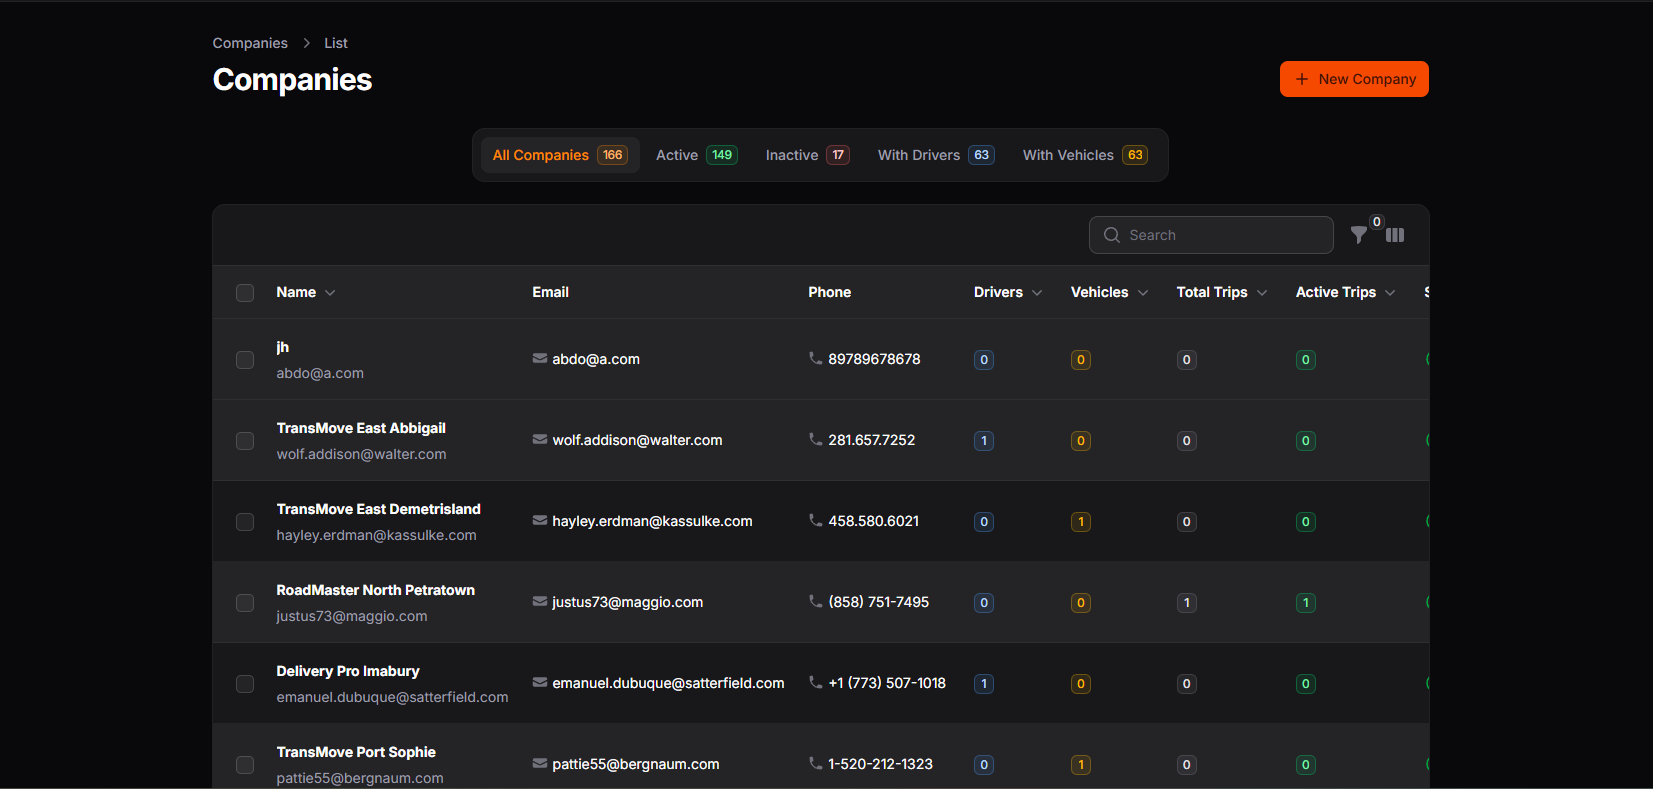 Companies > List
Companies
New Company
All Companies 166 Active 149 Inactive 17 With Drivers 63 With Vehicles 63
Search 0
Name Email Phone Drivers Vehicles Total Trips Active Trips
jh
abdo@a.com
abdo@a.com 89789678678 0 0 0 0
TransMove East Abbigail
wolf.addison@walter.com
wolf.addison@walter.com 281.657.7252 1 0 0 0
TransMove East Demetrisland
hayley.erdman@kassulke.com
hayley.erdman@kassulke.com 458.580.6021 0 1 0 0
RoadMaster North Petratown
justus73@maggio.com
justus73@maggio.com (858) 751-7495 0 0 1 1
Delivery Pro Imabury
emanuel.dubuque@satterfield.com
emanuel.dubuque@satterfield.com +1 (773) 507-1018 1 0 0 0
TransMove Port Sophie
pattie55@bergnaum.com
pattie55@bergnaum.com 1-520-212-1323 0 1 0 0